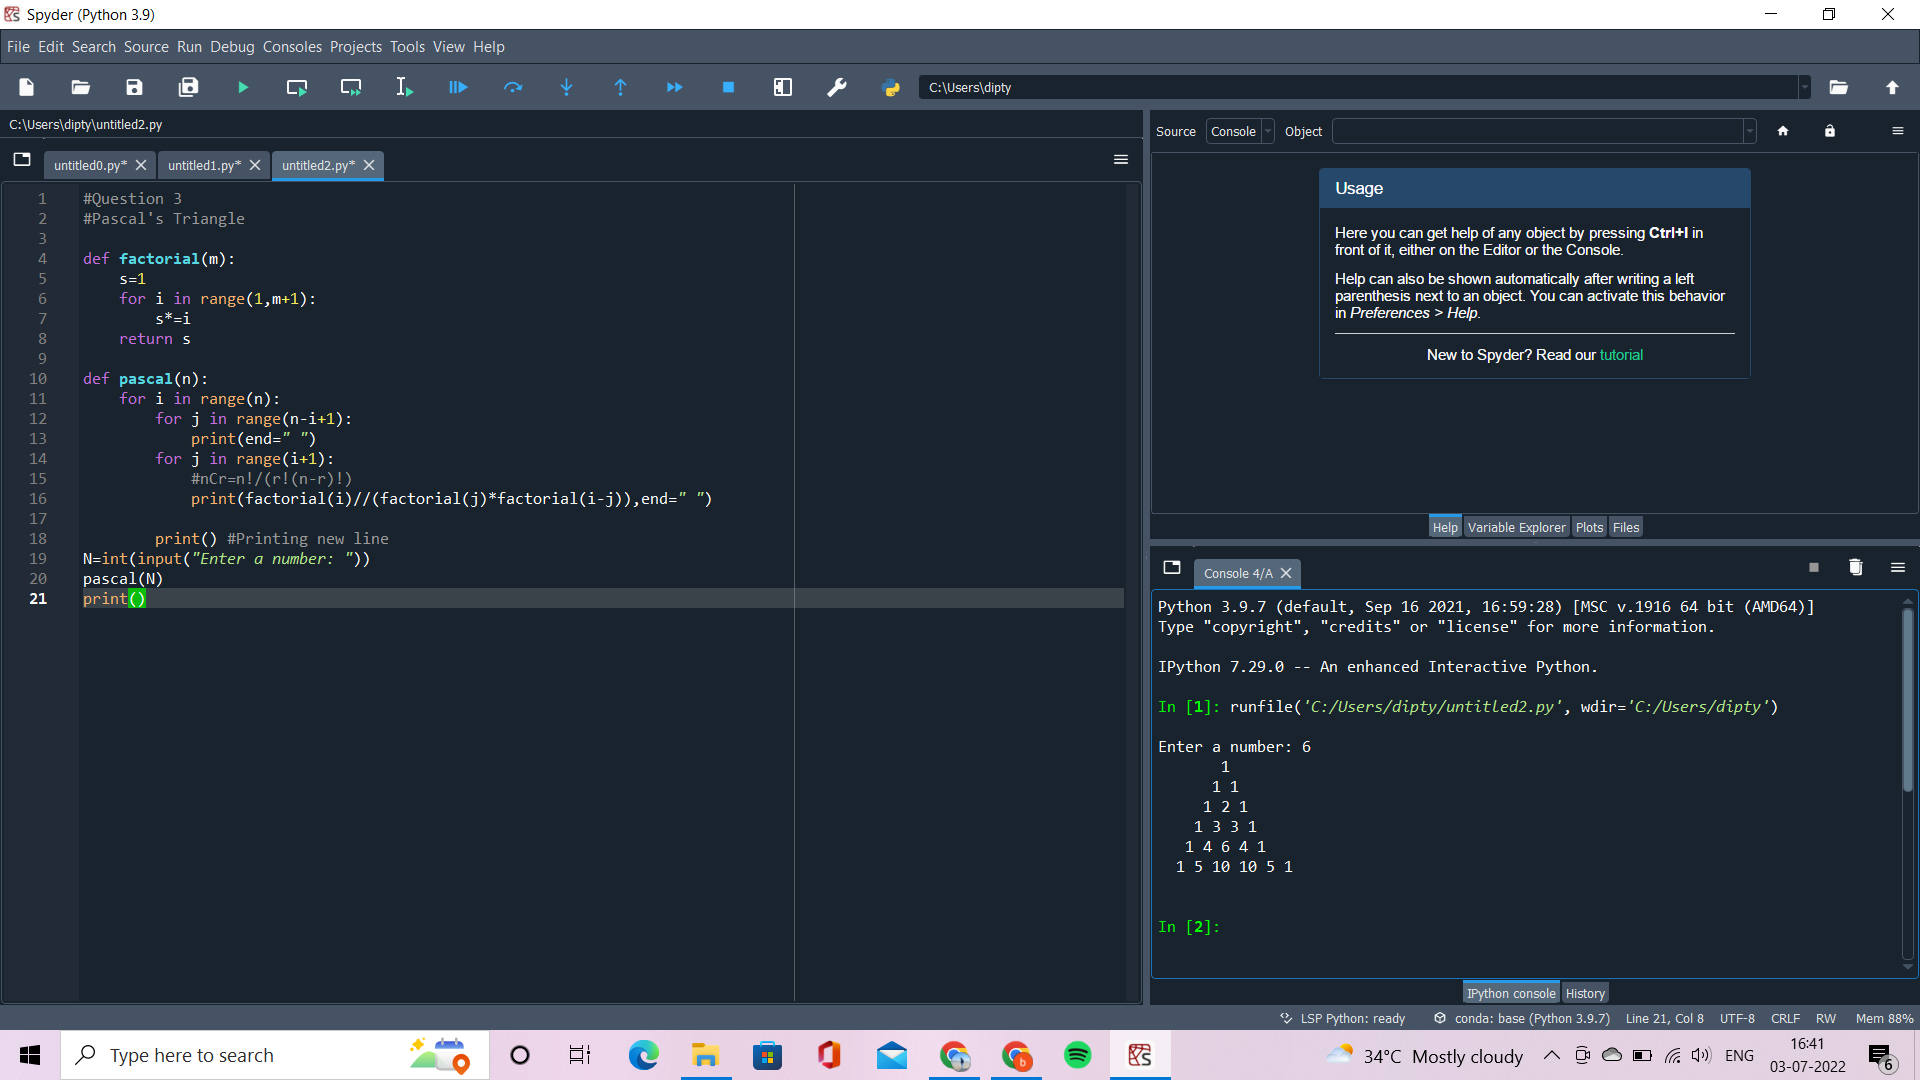 Spyder (Python 3.9)
File Edit Search Source Run Debug Consoles Projects Tools View Help
C:\Users\dipty
C:\Users\dipty\untitled2.py
untitled0.py* untitled1.py* untitled2.py*
1 #Question 3
2 #Pascal's Triangle
3
4 def factorial(m):
5     s=1
6     for i in range(1,m+1):
7         s*=i
8     return s
9
10 def pascal(n):
11     for i in range(n):
12         for j in range(n-i+1):
13             print(end=" ")
14         for j in range(i+1):
15             #nCr=n!/(r!(n-r)!)
16             print(factorial(i)//(factorial(j)*factorial(i-j)),end=" ")
17
18         print() #Printing new line
19 N=int(input("Enter a number: "))
20 pascal(N)
21 print()
Source Console Object
Usage
Here you can get help of any object by pressing Ctrl+I in
front of it, either on the Editor or the Console.
Help can also be shown automatically after writing a left
parenthesis next to an object. You can activate this behavior
in Preferences > Help.
New to Spyder? Read our tutorial
Help Variable Explorer Plots Files
Console 4/A
Python 3.9.7 (default, Sep 16 2021, 16:59:28) [MSC v.1916 64 bit (AMD64)]
Type "copyright", "credits" or "license" for more information.
IPython 7.29.0 -- An enhanced Interactive Python.
In [1]: runfile('C:/Users/dipty/untitled2.py', wdir='C:/Users/dipty')
Enter a number: 6
1
1 1
1 2 1
1 3 3 1
1 4 6 4 1
1 5 10 10 5 1
In [2]:
IPython console History
LSP Python: ready conda: base (Python 3.9.7) Line 21, Col 8 UTF-8 CRLF RW Mem 88%
Type here to search
34°C Mostly cloudy ENG 16:41
03-07-2022
6